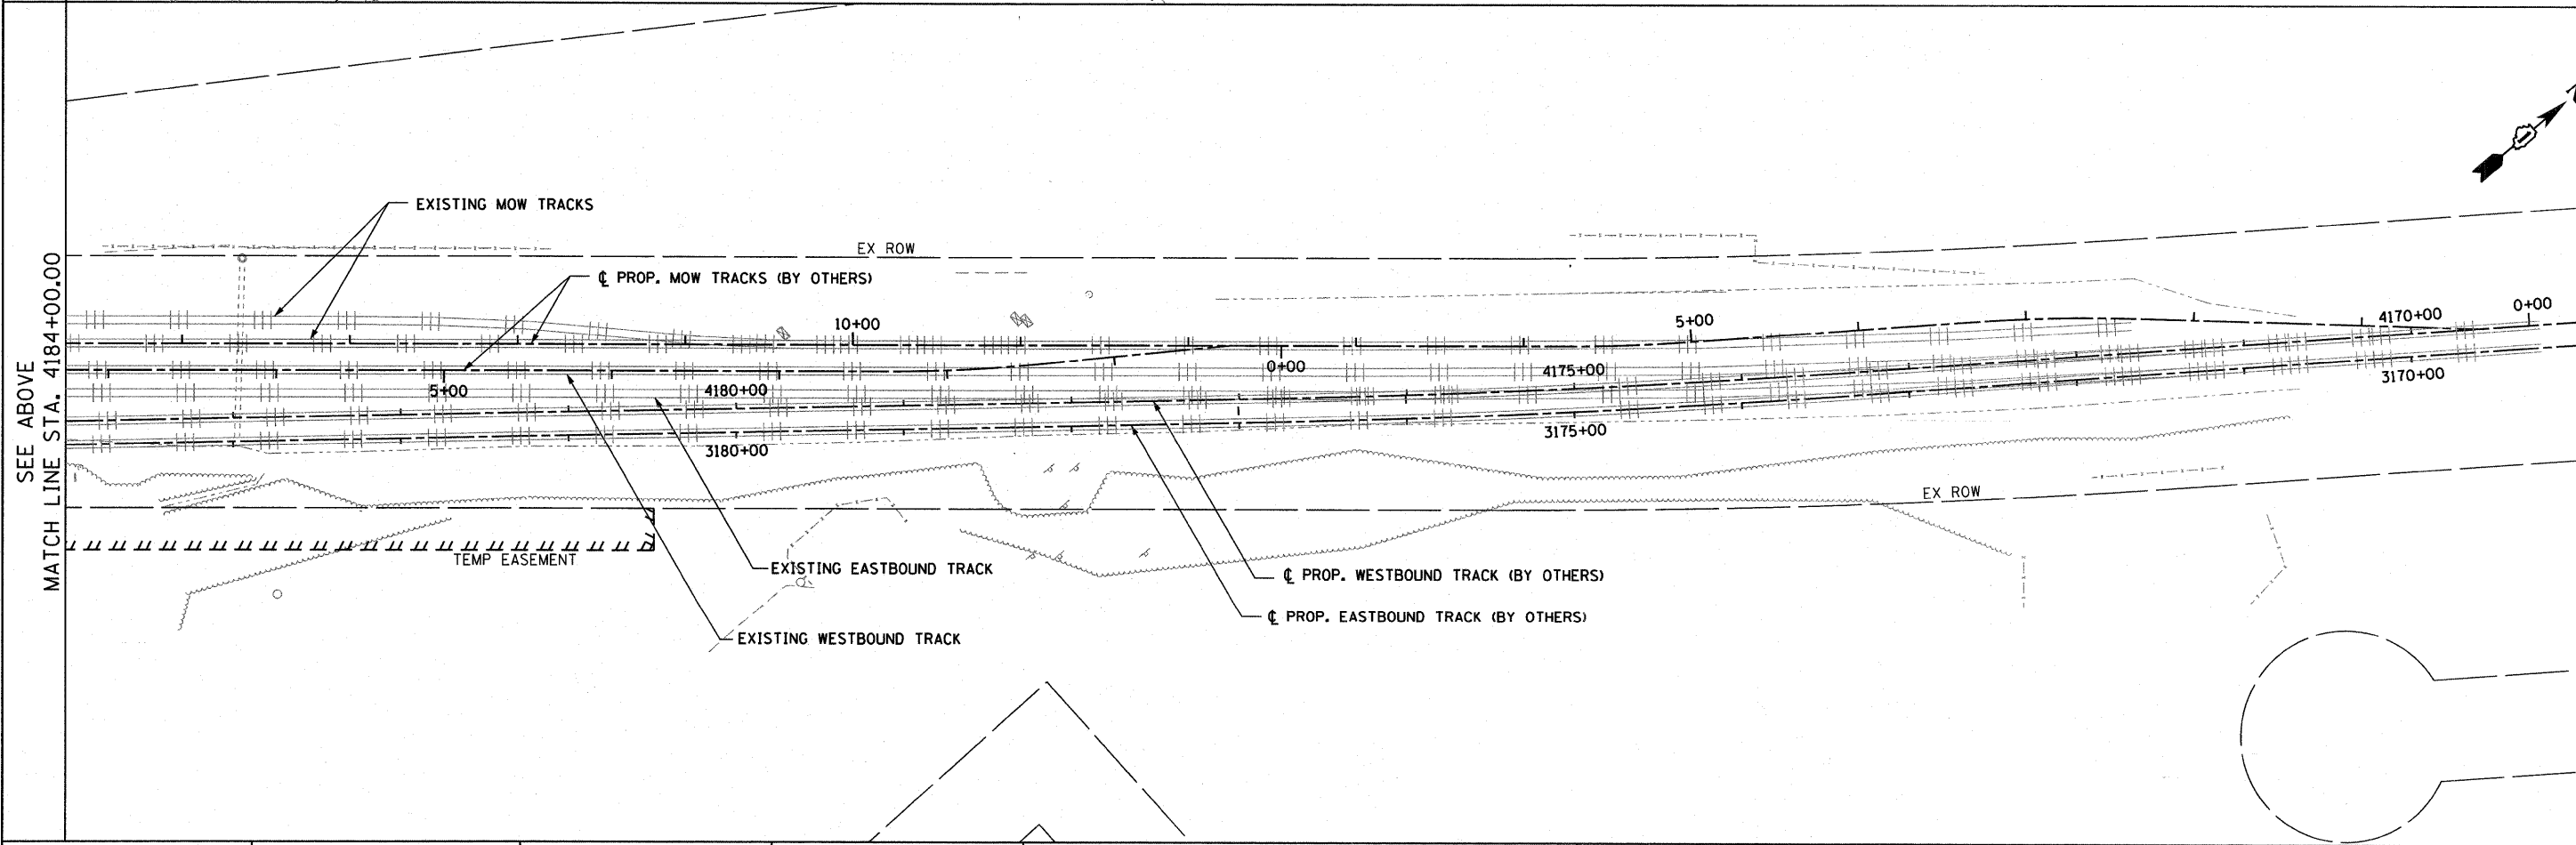 SEE ABOVE
MATCH LINE STA. 4184+00.00
EXISTING MOW TRACKS
EX ROW
℄ PROP. MOW TRACKS (BY OTHERS)
10+00
5+00
4170+00
0+00
0+00
4175+00
5+00
4180+00
3170+00
3175+00
3180+00
EX ROW
TEMP EASEMENT
EXISTING EASTBOUND TRACK
℄ PROP. WESTBOUND TRACK (BY OTHERS)
℄ PROP. EASTBOUND TRACK (BY OTHERS)
EXISTING WESTBOUND TRACK